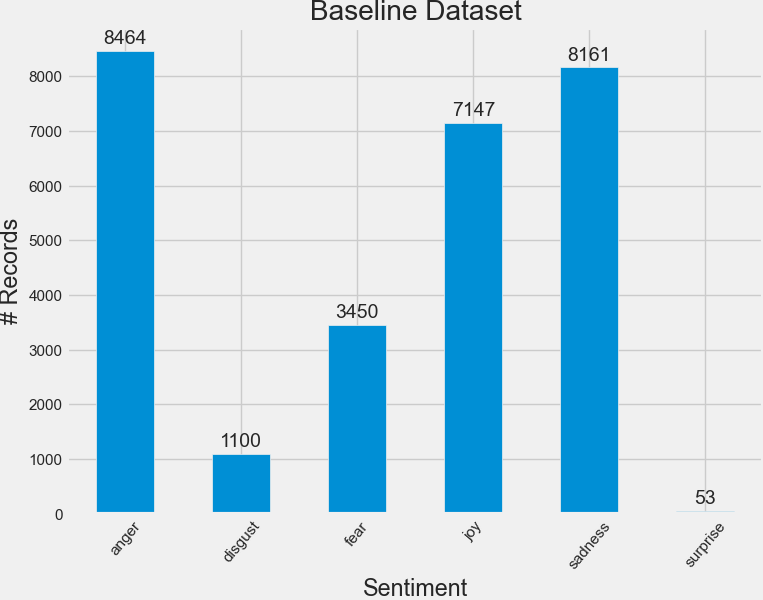 Baseline Dataset
# Records
8000
7000
6000
5000
4000
3000
2000
1000
0
8464
1100
3450
7147
8161
53
anger
disgust
fear
joy
sadness
surprise
Sentiment